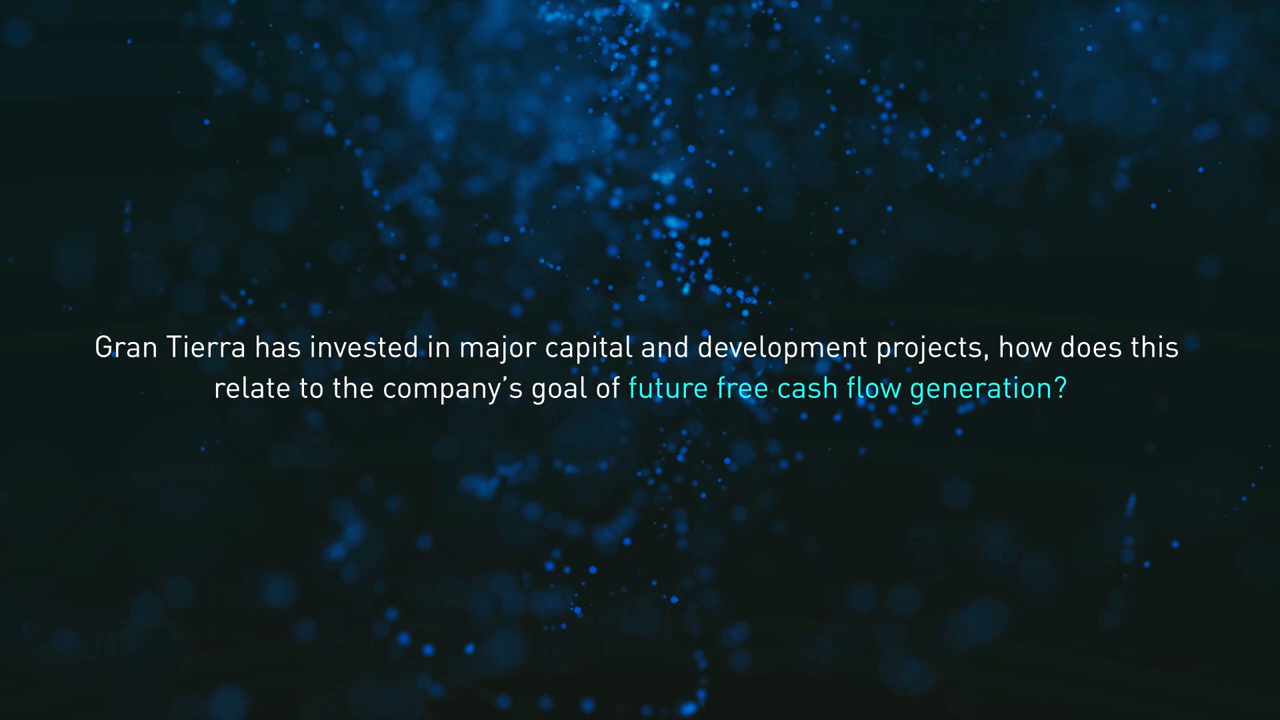 Gran Tierra has invested in major capital and development projects, how does this
relate to the company’s goal of future free cash flow generation?